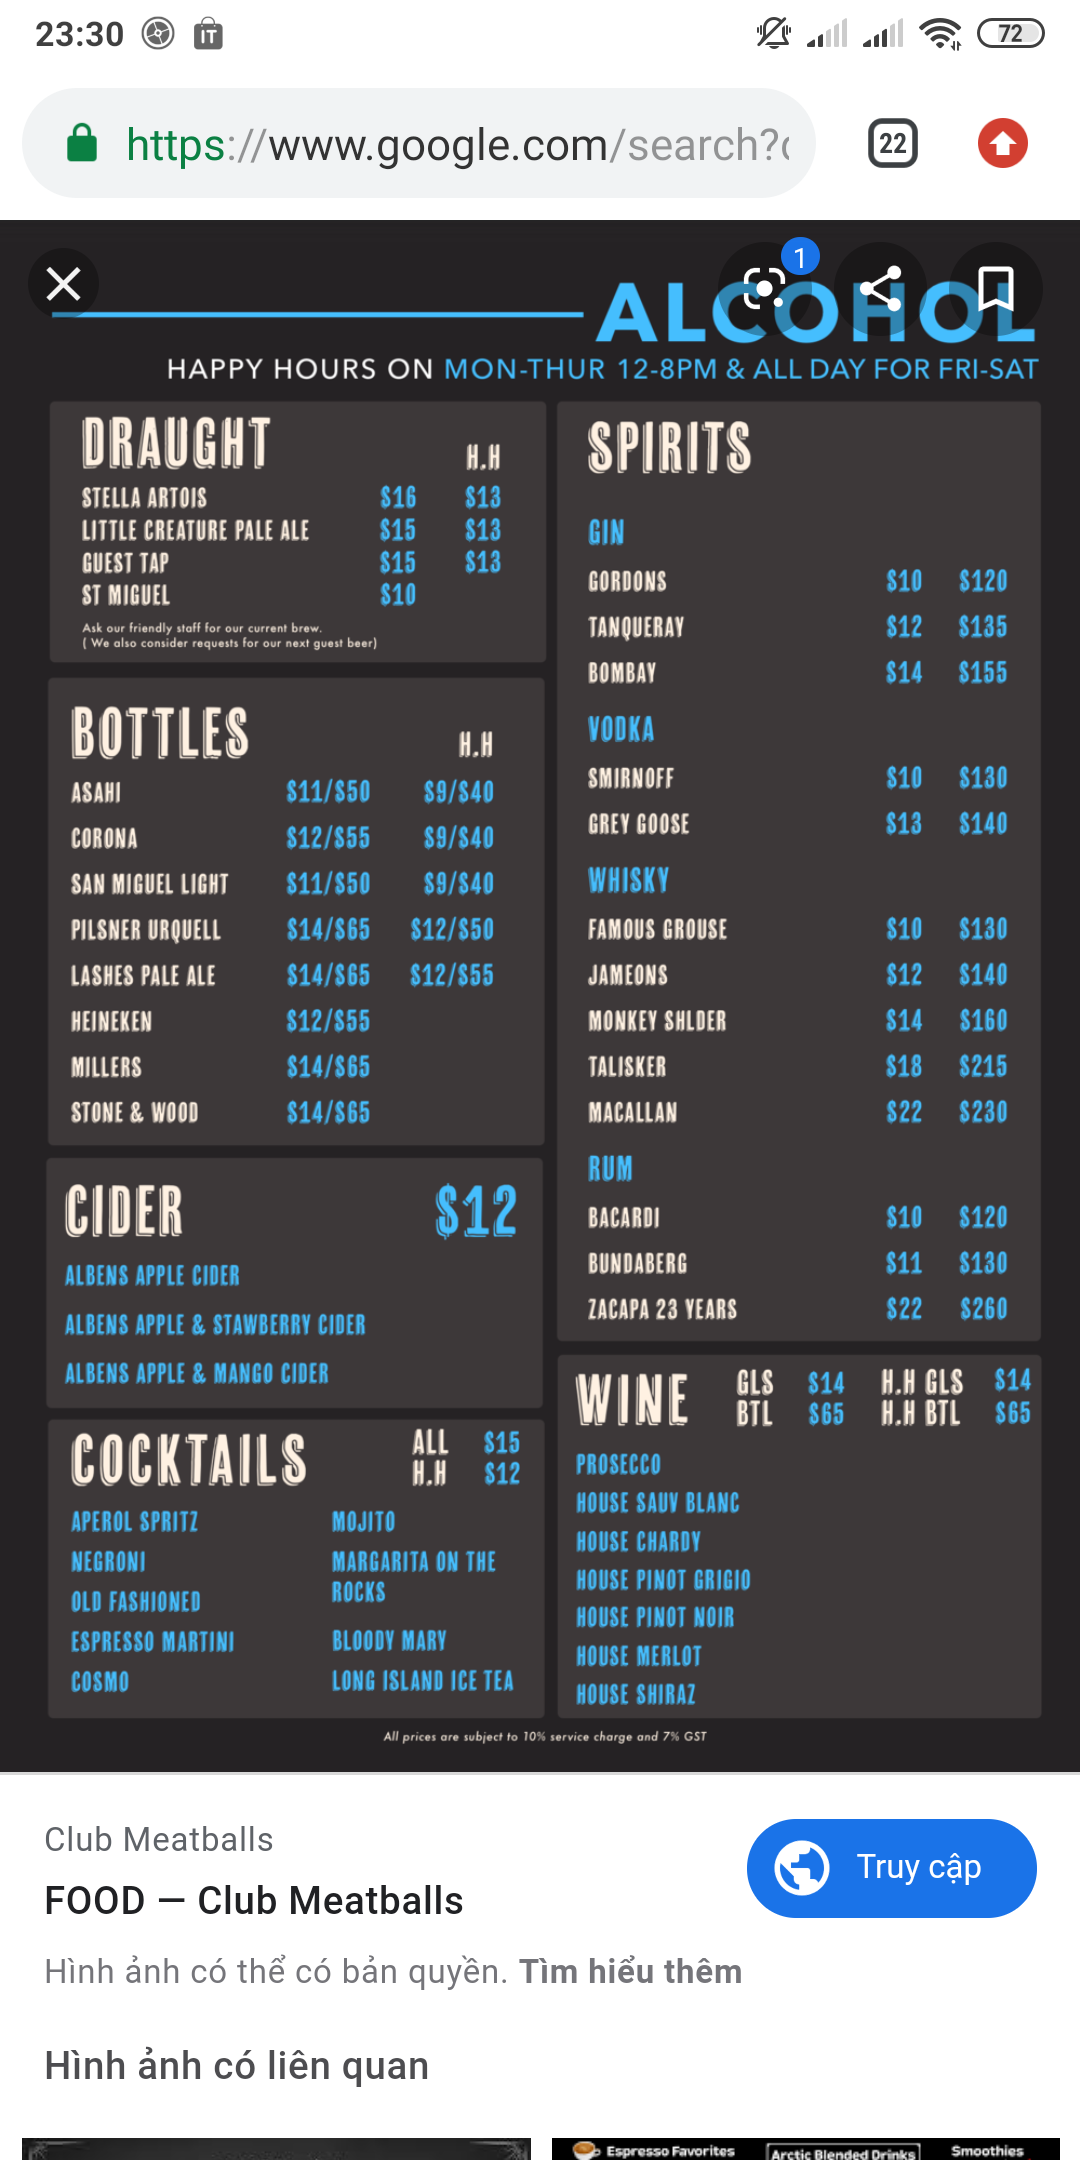 23:30
IT
72
https://www.google.com/search?
22
1
ALCOHOL
HAPPY HOURS ON MON-THUR 12-8PM & ALL DAY FOR FRI-SAT
DRAUGHT
H.H
STELLA ARTOIS $16 $13
LITTLE CREATURE PALE ALE $15 $13
GUEST TAP $15 $13
ST MIGUEL $10
Ask our friendly staff for our current brew.
( We also consider requests for our next guest beer)
BOTTLES
H.H
ASAHI $11/$50 $9/$40
CORONA $12/$55 $9/$40
SAN MIGUEL LIGHT $11/$50 $9/$40
PILSNER URQUELL $14/$65 $12/$50
LASHES PALE ALE $14/$65 $12/$55
HEINEKEN $12/$55
MILLERS $14/$65
STONE & WOOD $14/$65
CIDER $12
ALBENS APPLE CIDER
ALBENS APPLE & STAWBERRY CIDER
ALBENS APPLE & MANGO CIDER
COCKTAILS
ALL $15
H.H $12
APEROL SPRITZ
NEGRONI
OLD FASHIONED
ESPRESSO MARTINI
COSMO
MOJITO
MARGARITA ON THE
ROCKS
BLOODY MARY
LONG ISLAND ICE TEA
SPIRITS
GIN
GORDONS $10 $120
TANQUERAY $12 $135
BOMBAY $14 $155
VODKA
SMIRNOFF $10 $130
GREY GOOSE $13 $140
WHISKY
FAMOUS GROUSE $10 $130
JAMEONS $12 $140
MONKEY SHLDER $14 $160
TALISKER $18 $215
MACALLAN $22 $230
RUM
BACARDI $10 $120
BUNDABERG $11 $130
ZACAPA 23 YEARS $22 $260
WINE
GLS $14 H.H GLS $14
BTL $65 H.H BTL $65
PROSECCO
HOUSE SAUV BLANC
HOUSE CHARDY
HOUSE PINOT GRIGIO
HOUSE PINOT NOIR
HOUSE MERLOT
HOUSE SHIRAZ
All prices are subject to 10% service charge and 7% GST
Club Meatballs
FOOD — Club Meatballs
Truy cập
Hình ảnh có thể có bản quyền. Tìm hiểu thêm
Hình ảnh có liên quan
Espresso Favorites
Arctic Blended Drinks
Smoothies